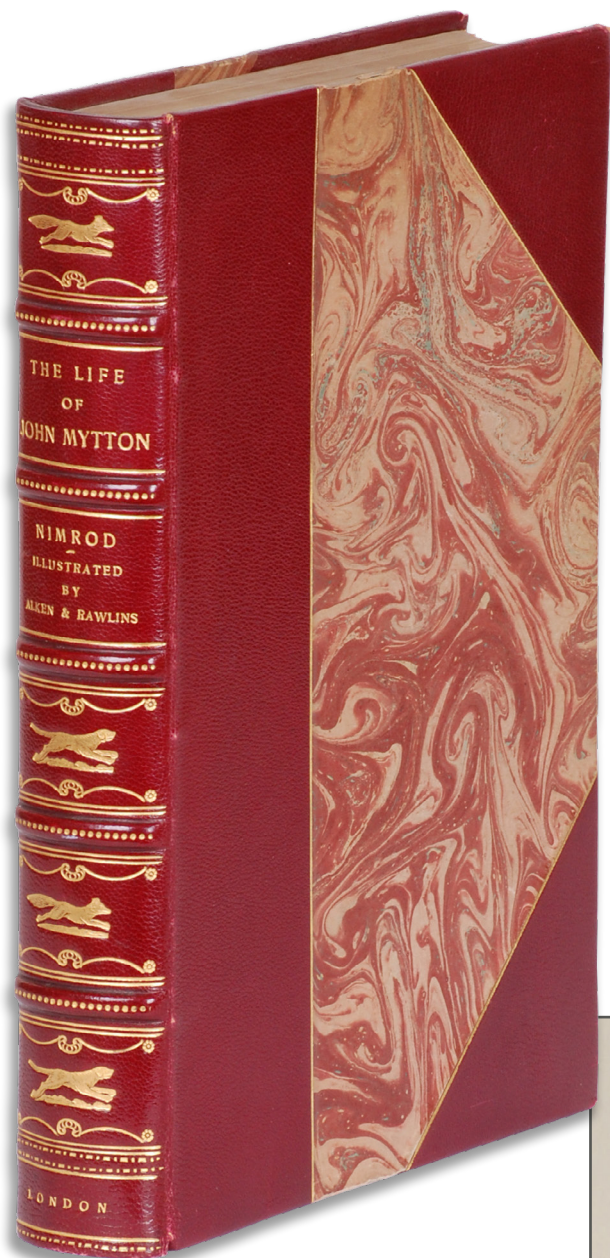 THE LIFE
OF
JOHN MYTTON
NIMROD
ILLUSTRATED
BY
ALKEN & RAWLINS
LONDON